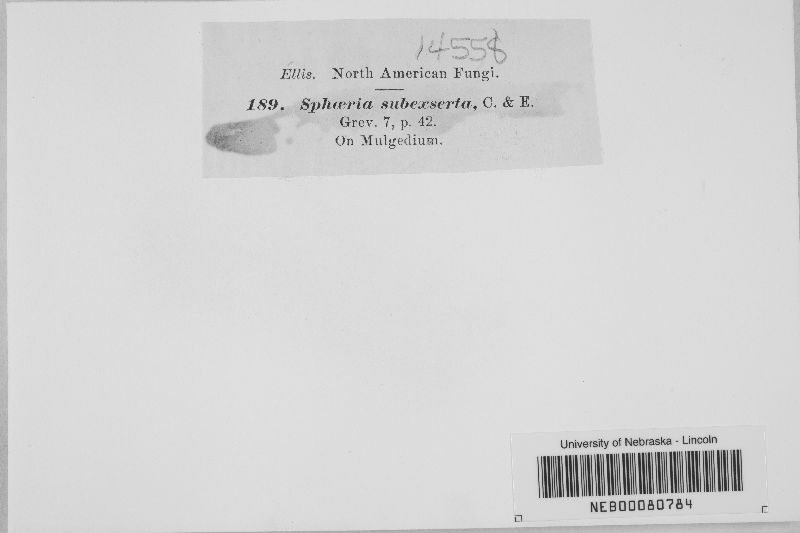 14558
Ellis. North American Fungi.
189. Sphæria subexserta, C. & E.
Grev. 7, p. 42.
On Mulgedium.
University of Nebraska - Lincoln
NEB00080784